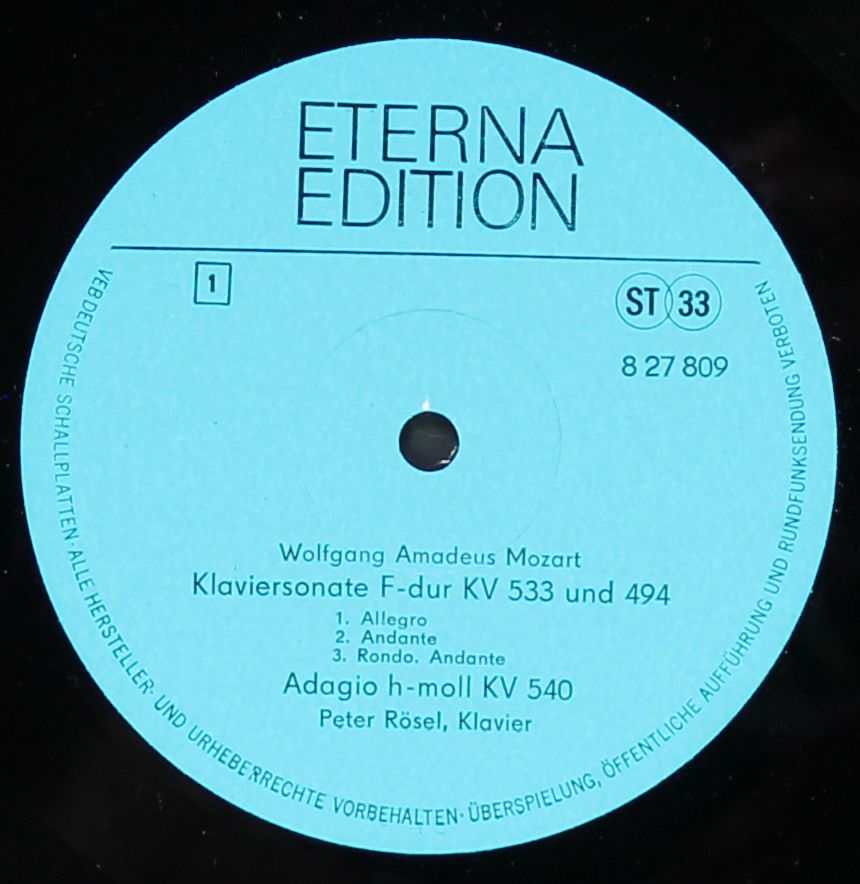 ETERNA
EDITION
1
ST 33
8 27 809
Wolfgang Amadeus Mozart
Klaviersonate F-dur KV 533 und 494
1. Allegro
2. Andante
3. Rondo. Andante
Adagio h-moll KV 540
Peter Rösel, Klavier
VEB DEUTSCHE SCHALLPLATTEN · ALLE HERSTELLER- UND URHEBERRECHTE VORBEHALTEN · ÜBERSPIELUNG, ÖFFENTLICHE AUFFÜHRUNG UND RUNDFUNKSENDUNG VERBOTEN